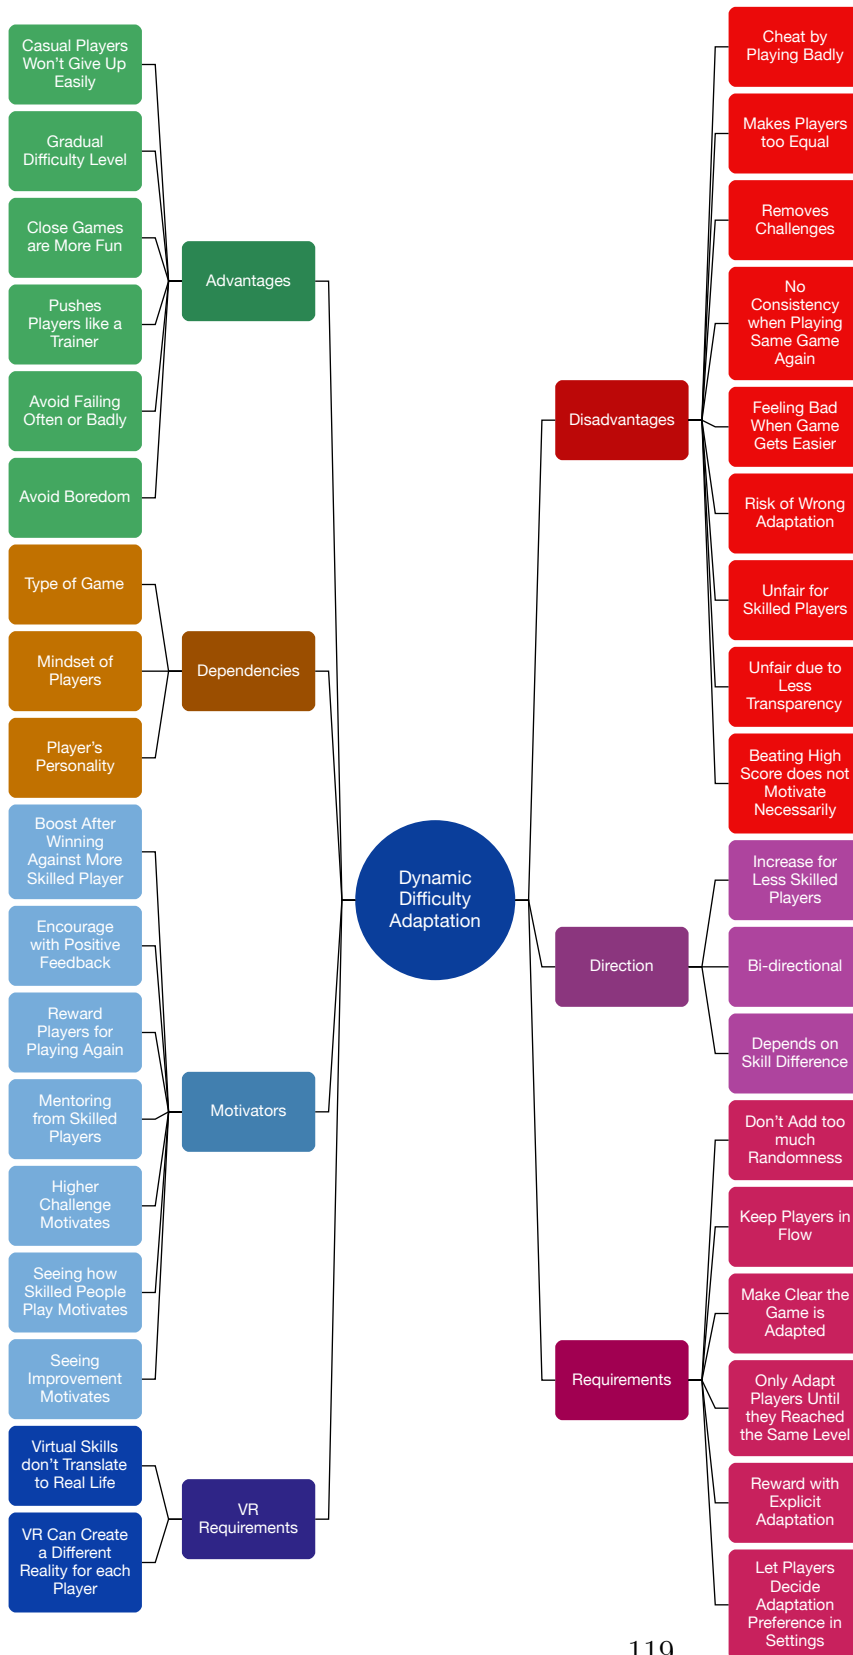 Casual Players
Won't Give Up
Easily
Gradual
Difficulty Level
Close Games
are More Fun
Pushes
Players like a
Trainer
Avoid Failing
Often or Badly
Avoid Boredom
Advantages
Type of Game
Mindset of
Players
Player's
Personality
Dependencies
Boost After
Winning
Against More
Skilled Player
Encourage
with Positive
Feedback
Reward
Players for
Playing Again
Mentoring
from Skilled
Players
Higher
Challenge
Motivates
Seeing how
Skilled People
Play Motivates
Seeing
Improvement
Motivates
Motivators
Virtual Skills
don't Translate
to Real Life
VR Can Create
a Different
Reality for each
Player
VR
Requirements
Dynamic
Difficulty
Adaptation
Disadvantages
Cheat by
Playing Badly
Makes Players
too Equal
Removes
Challenges
No
Consistency
when Playing
Same Game
Again
Feeling Bad
When Game
Gets Easier
Risk of Wrong
Adaptation
Unfair for
Skilled Players
Unfair due to
Less
Transparency
Beating High
Score does not
Motivate
Necessarily
Direction
Increase for
Less Skilled
Players
Bi-directional
Depends on
Skill Difference
Requirements
Don't Add too
much
Randomness
Keep Players in
Flow
Make Clear the
Game is
Adapted
Only Adapt
Players Until
they Reached
the Same Level
Reward with
Explicit
Adaptation
Let Players
Decide
Adaptation
Preference in
Settings
119